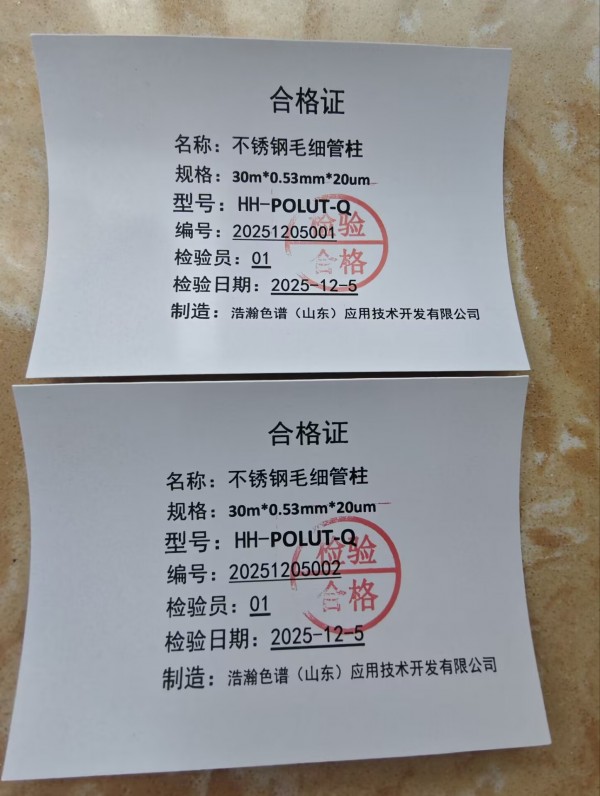 合格证
名称：不锈钢毛细管柱
规格：30m*0.53mm*20um
型号：HH-POLUT-Q
编号：20251205001
检验员：01
检验日期：2025-12-5
制造：浩瀚色谱（山东）应用技术开发有限公司
检验
合格
合格证
名称：不锈钢毛细管柱
规格：30m*0.53mm*20um
型号：HH-POLUT-Q
编号：20251205002
检验员：01
检验日期：2025-12-5
制造：浩瀚色谱（山东）应用技术开发有限公司
检验
合格